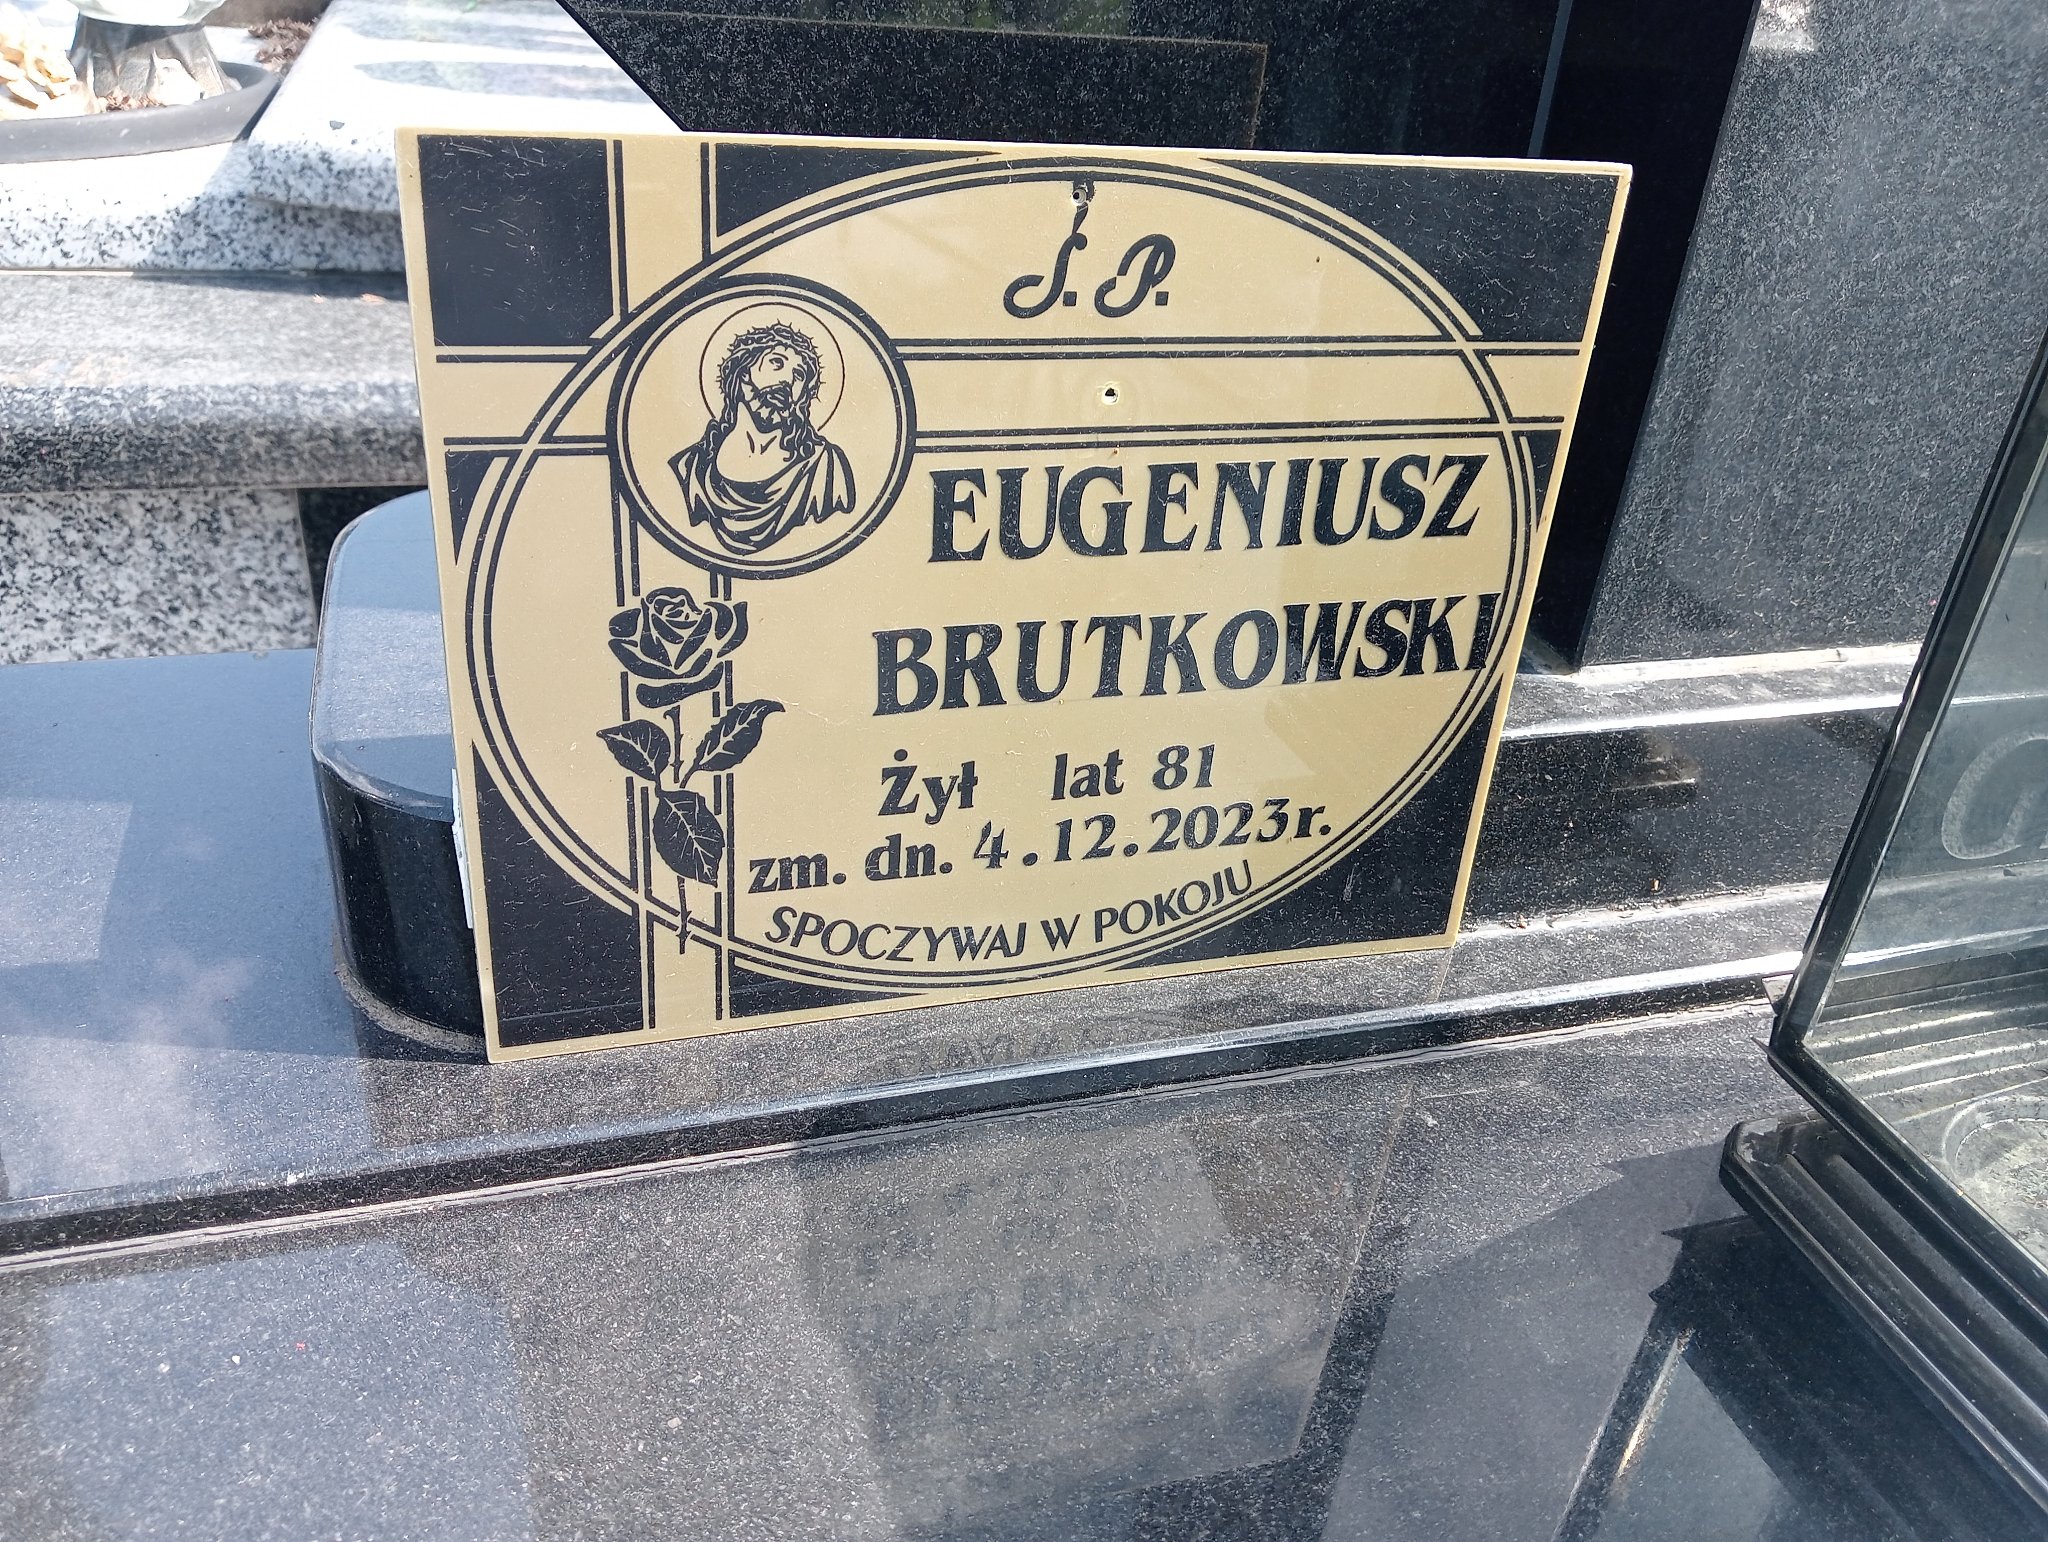 Ś. P.
EUGENIUSZ
BRUTKOWSKI
Żył lat 81
zm. dn. 4.12.2023r.
SPOCZYWAJ W POKOJU